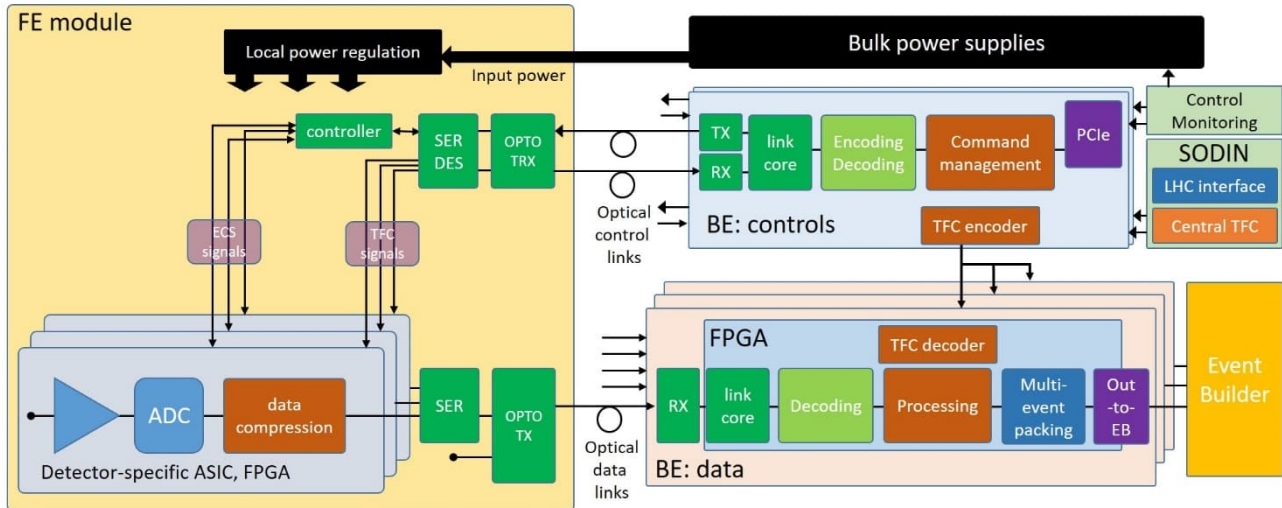 FE module
Local power regulation
Input power
Bulk power supplies
controller
SER
DES
OPTO
TRX
ECS
signals
TFC
signals
Optical
control
links
TX
RX
link
core
Encoding
Decoding
Command
management
PCIe
BE: controls
TFC encoder
Control
Monitoring
SODIN
LHC interface
Central TFC
ADC
data
compression
Detector-specific ASIC, FPGA
SER
OPTO
TX
Optical
data
links
FPGA
TFC decoder
RX
link
core
Decoding
Processing
Multi-
event
packing
Out
-to-
EB
BE: data
Event
Builder